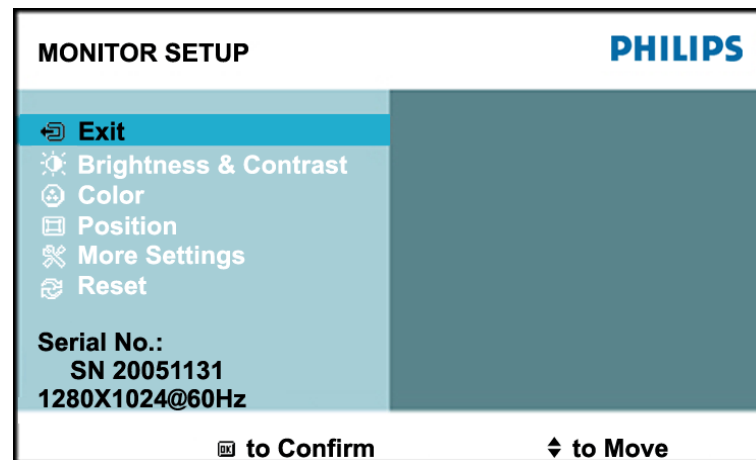 MONITOR SETUP
PHILIPS
Exit
Brightness & Contrast
Color
Position
More Settings
Reset
Serial No.:
SN 20051131
1280X1024@60Hz
OK to Confirm
to Move